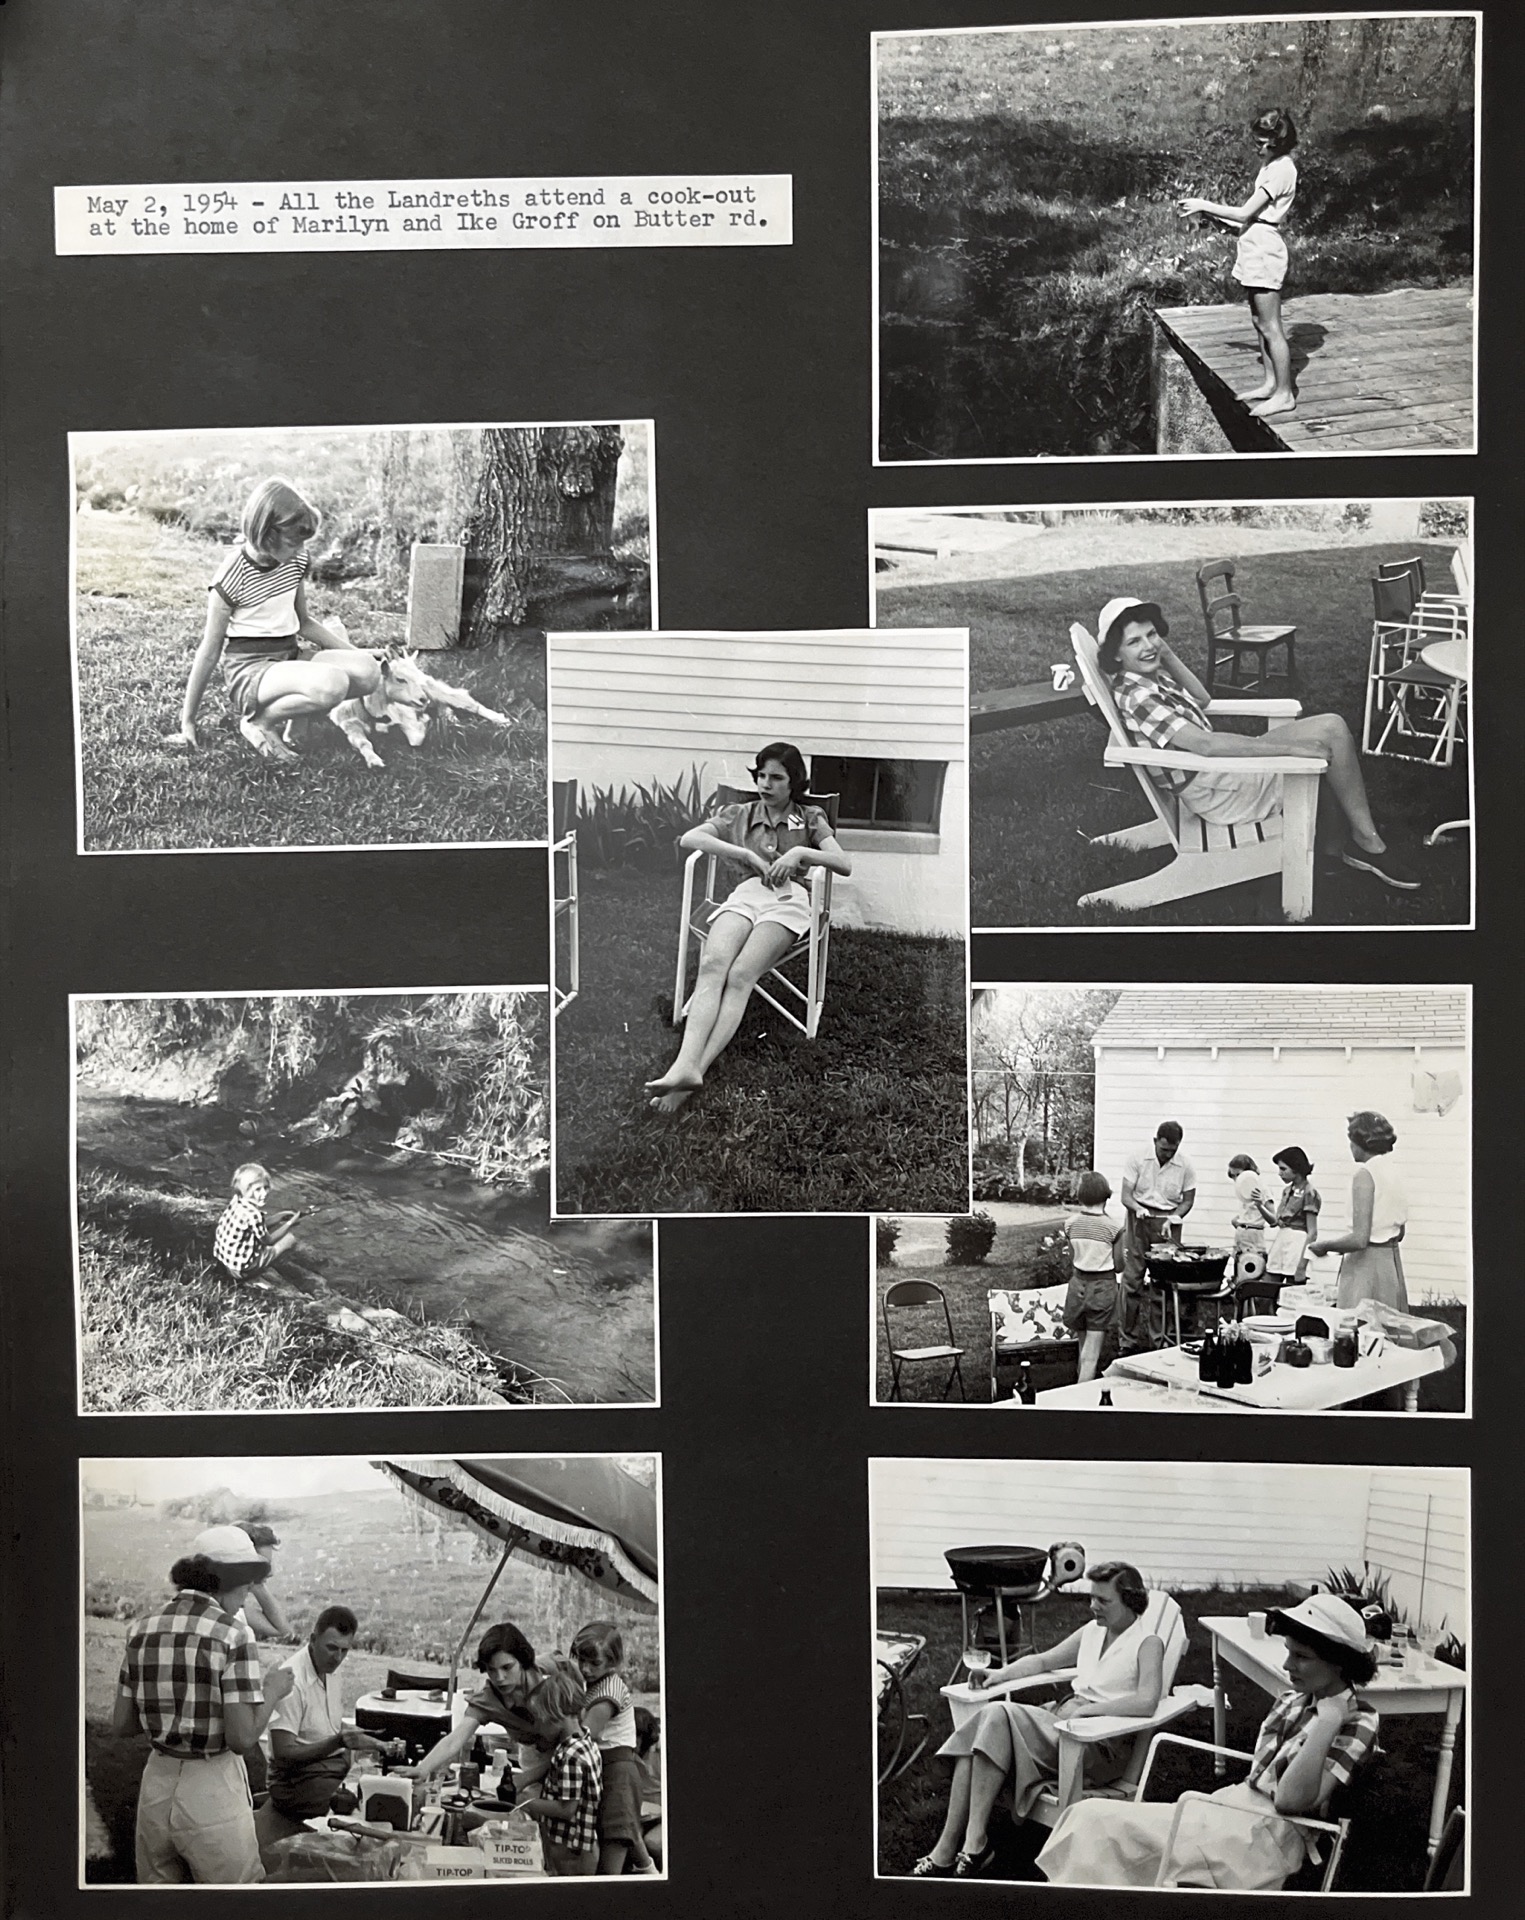 May 2, 1954 - All the Landreths attend a cook-out
at the home of Marilyn and Ike Groff on Butter rd.
TIP-TOP
SLICED ROLLS
TIP-TOP